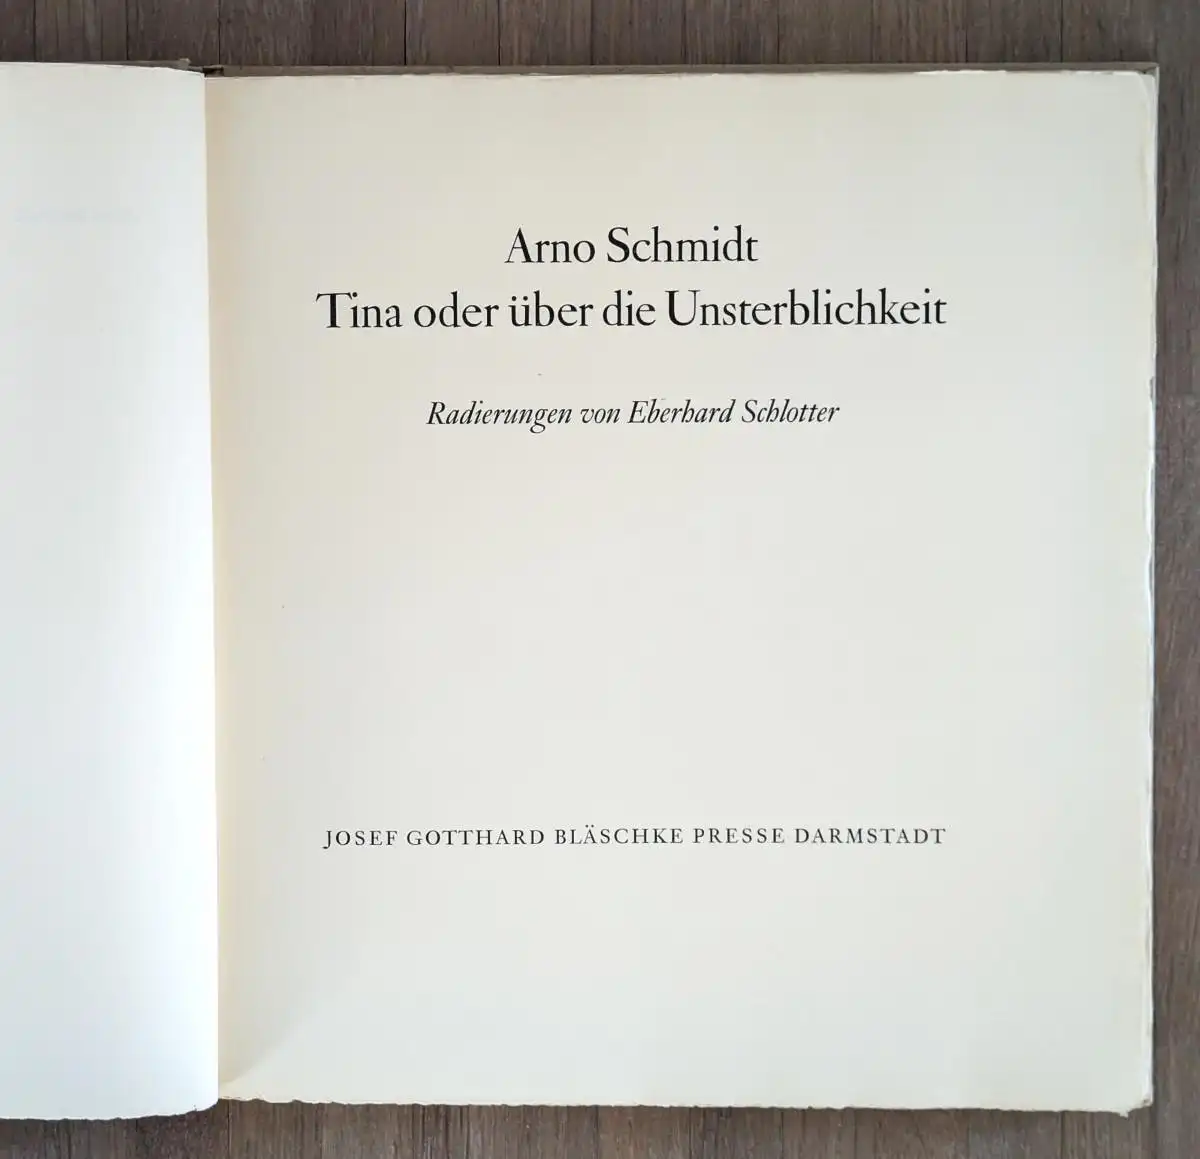 Arno Schmidt
Tina oder über die Unsterblichkeit
Radierungen von Eberhard Schlotter
JOSEF GOTTHARD BLÄSCHKE PRESSE DARMSTADT